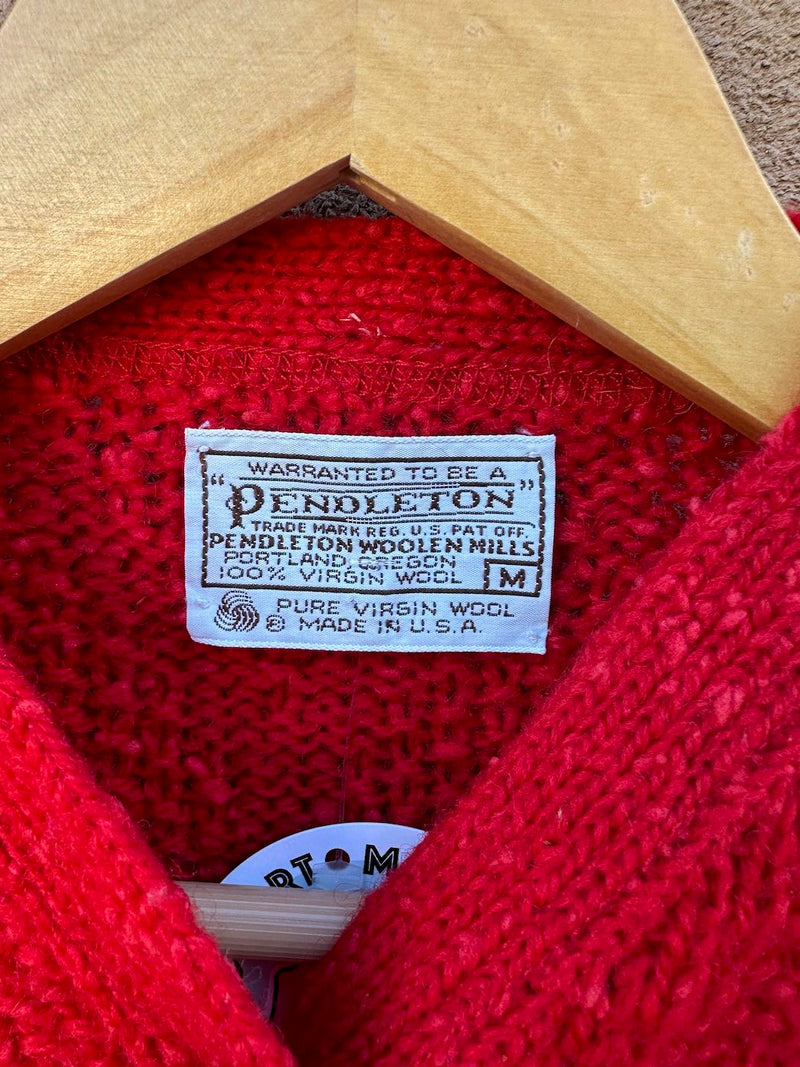 WARRANTED TO BE A
"PENDLETON"
TRADE MARK REG. U.S. PAT OFF.
PENDLETON WOOLEN MILLS
PORTLAND, OREGON
100% VIRGIN WOOL M
® PURE VIRGIN WOOL
MADE IN U.S.A.
RT • M